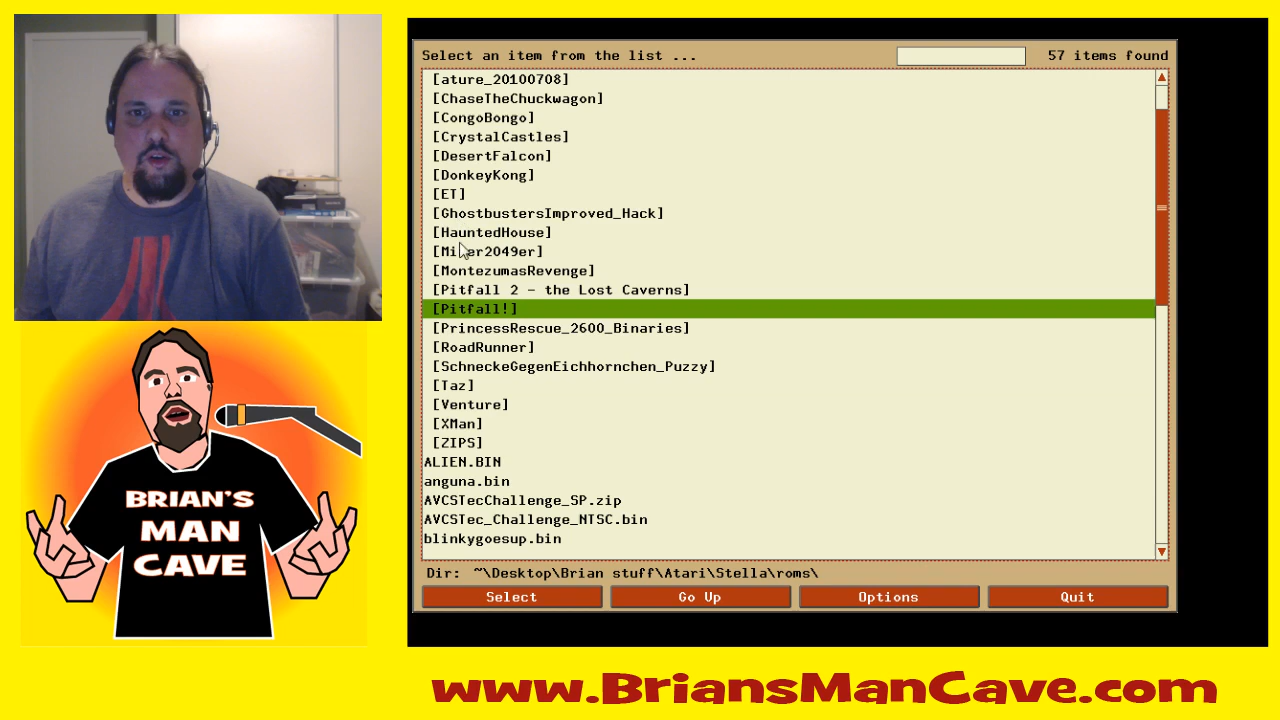 Select an item from the list ... 57 items found
[ature_20100708]
[ChaseTheChuckwagon]
[CongoBongo]
[CrystalCastles]
[DesertFalcon]
[DonkeyKong]
[ET]
[GhostbustersImproved_Hack]
[HauntedHouse]
[Miner2049er]
[MontezumasRevenge]
[Pitfall 2 - the Lost Caverns]
[Pitfall!]
[PrincessRescue_2600_Binaries]
[RoadRunner]
[SchneckeGegenEichhornchen_Puzzy]
[Taz]
[Venture]
[XMan]
[ZIPS]
ALIEN.BIN
anguna.bin
AVCSTecChallenge_SP.zip
AVCSTec_Challenge_NTSC.bin
blinkygoesup.bin
Dir: ~\Desktop\Brian stuff\Atari\Stella\roms\
Select Go Up Options Quit
BRIAN'S
MAN
CAVE
www.BriansManCave.com